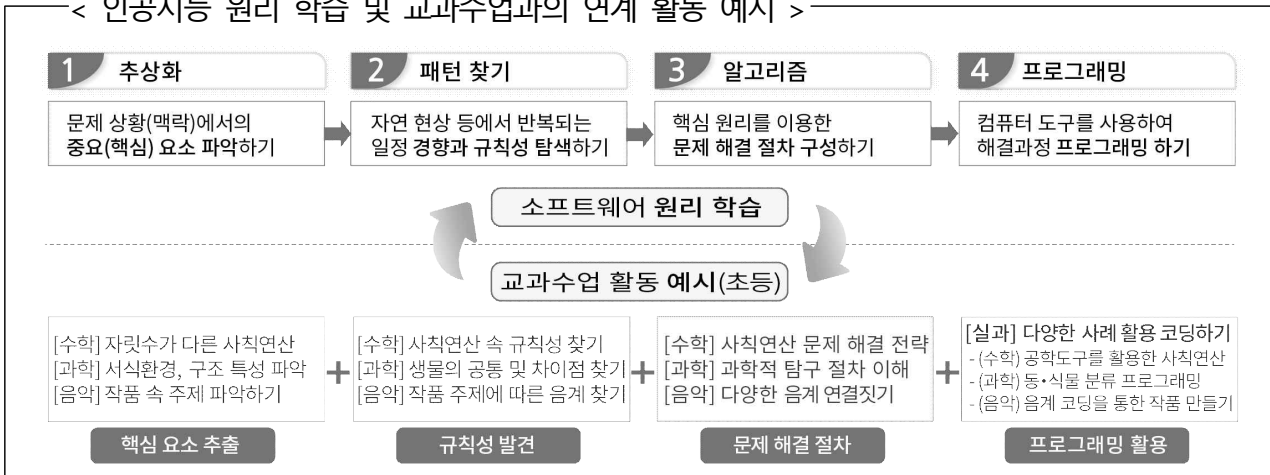 < 인공지능 원리 학습 및 교과수업과의 연계 활동 예시 >
1 추상화
문제 상황(맥락)에서의
중요(핵심) 요소 파악하기
2 패턴 찾기
자연 현상 등에서 반복되는
일정 경향과 규칙성 탐색하기
3 알고리즘
핵심 원리를 이용한
문제 해결 절차 구성하기
4 프로그래밍
컴퓨터 도구를 사용하여
해결과정 프로그래밍 하기
소프트웨어 원리 학습
교과수업 활동 예시(초등)
[수학] 자릿수가 다른 사칙연산
[과학] 서식환경, 구조 특성 파악
[음악] 작품 속 주제 파악하기
핵심 요소 추출
+
[수학] 사칙연산 속 규칙성 찾기
[과학] 생물의 공통 및 차이점 찾기
[음악] 작품 주제에 따른 음계 찾기
규칙성 발견
+
[수학] 사칙연산 문제 해결 전략
[과학] 과학적 탐구 절차 이해
[음악] 다양한 음계 연결짓기
문제 해결 절차
+
[실과] 다양한 사례 활용 코딩하기
- (수학) 공학도구를 활용한 사칙연산
- (과학) 동•식물 분류 프로그래밍
- (음악) 음계 코딩을 통한 작품 만들기
프로그래밍 활용